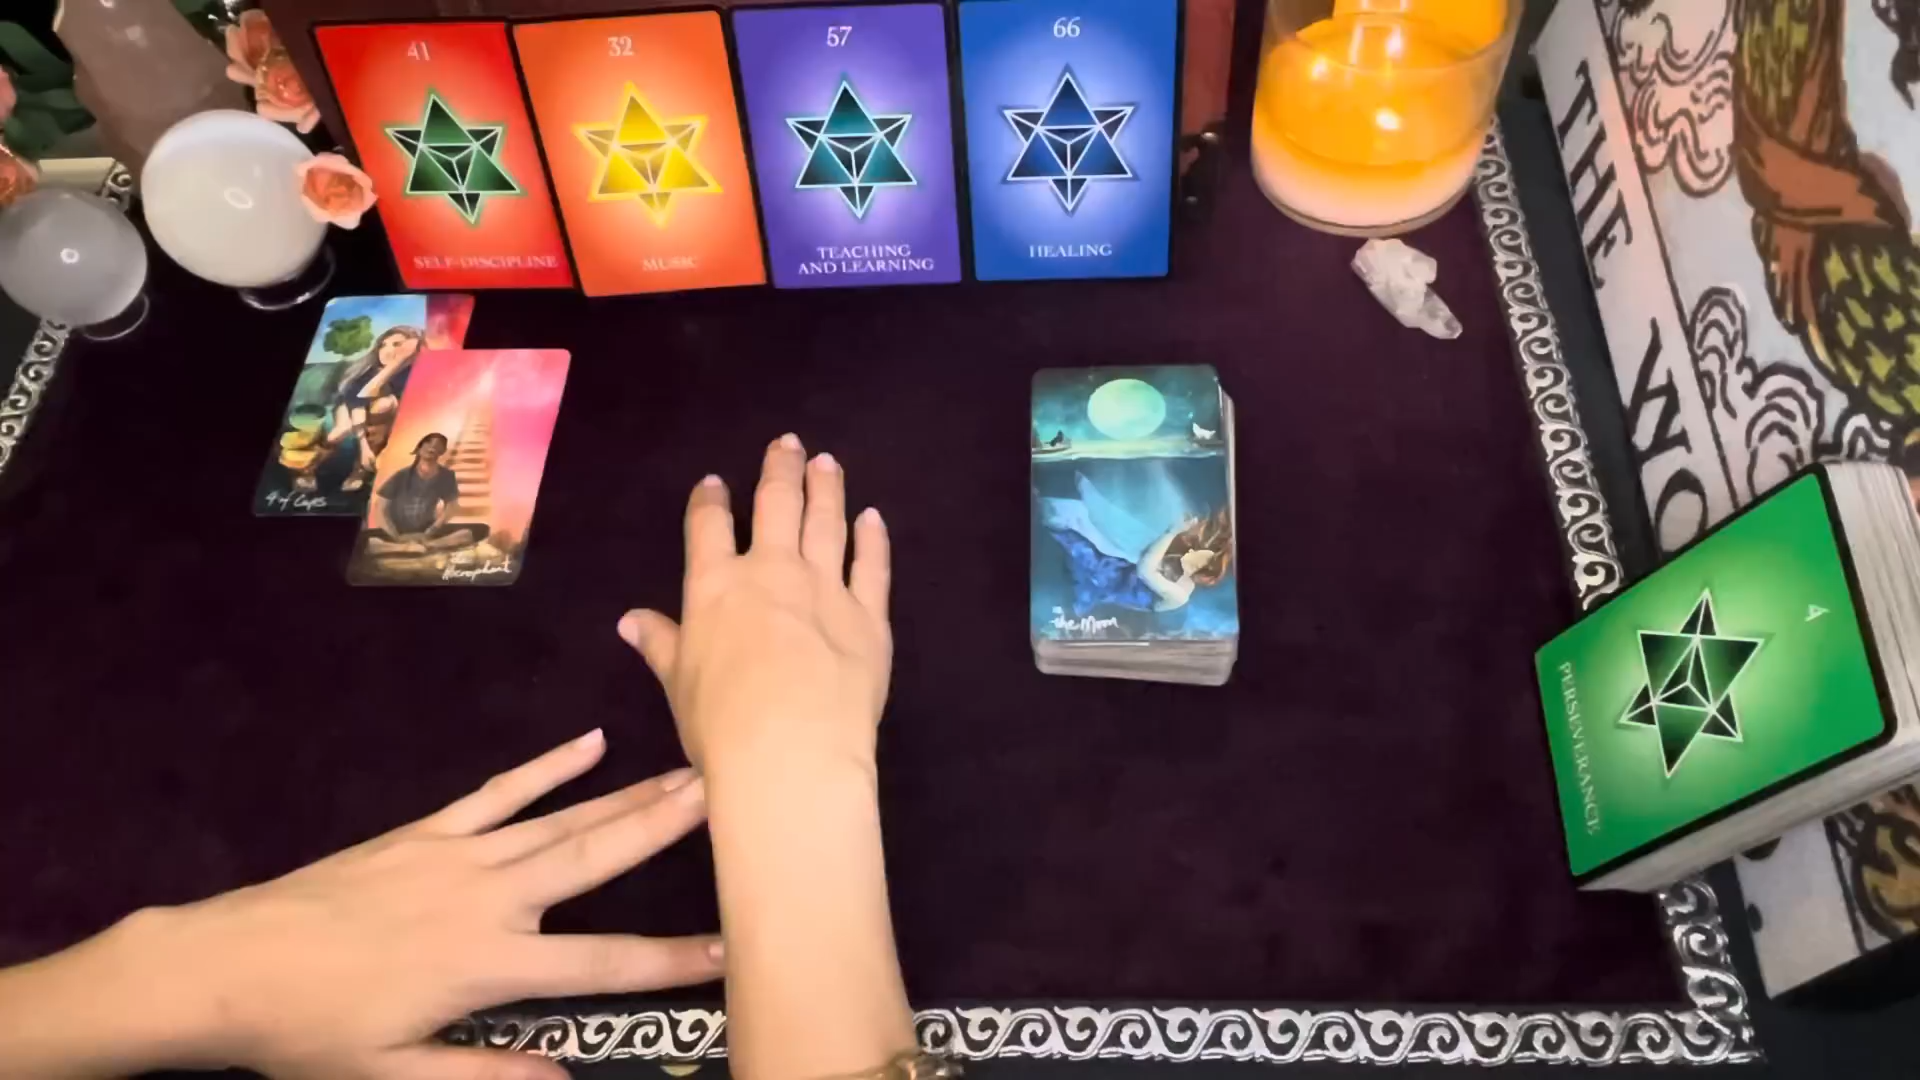 41
SELF-DISCIPLINE
32
MUSIC
57
TEACHING
AND LEARNING
66
HEALING
4 of Cups
the
Hierophant
the Moon
4
PERSEVERANCE
THE WO